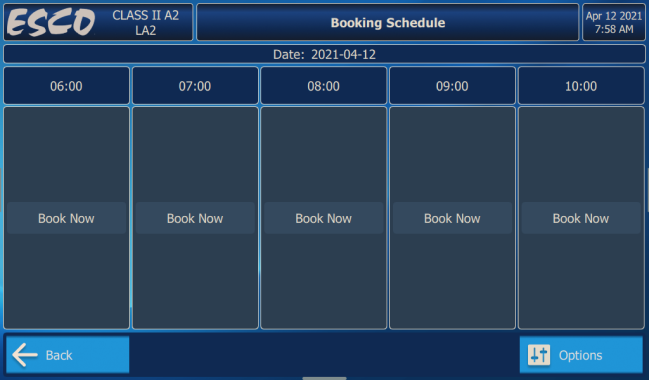 ESCO
CLASS II A2
LA2
Booking Schedule
Apr 12 2021
7:58 AM
Date: 2021-04-12
06:00 07:00 08:00 09:00 10:00
Book Now Book Now Book Now Book Now Book Now
Back
Options